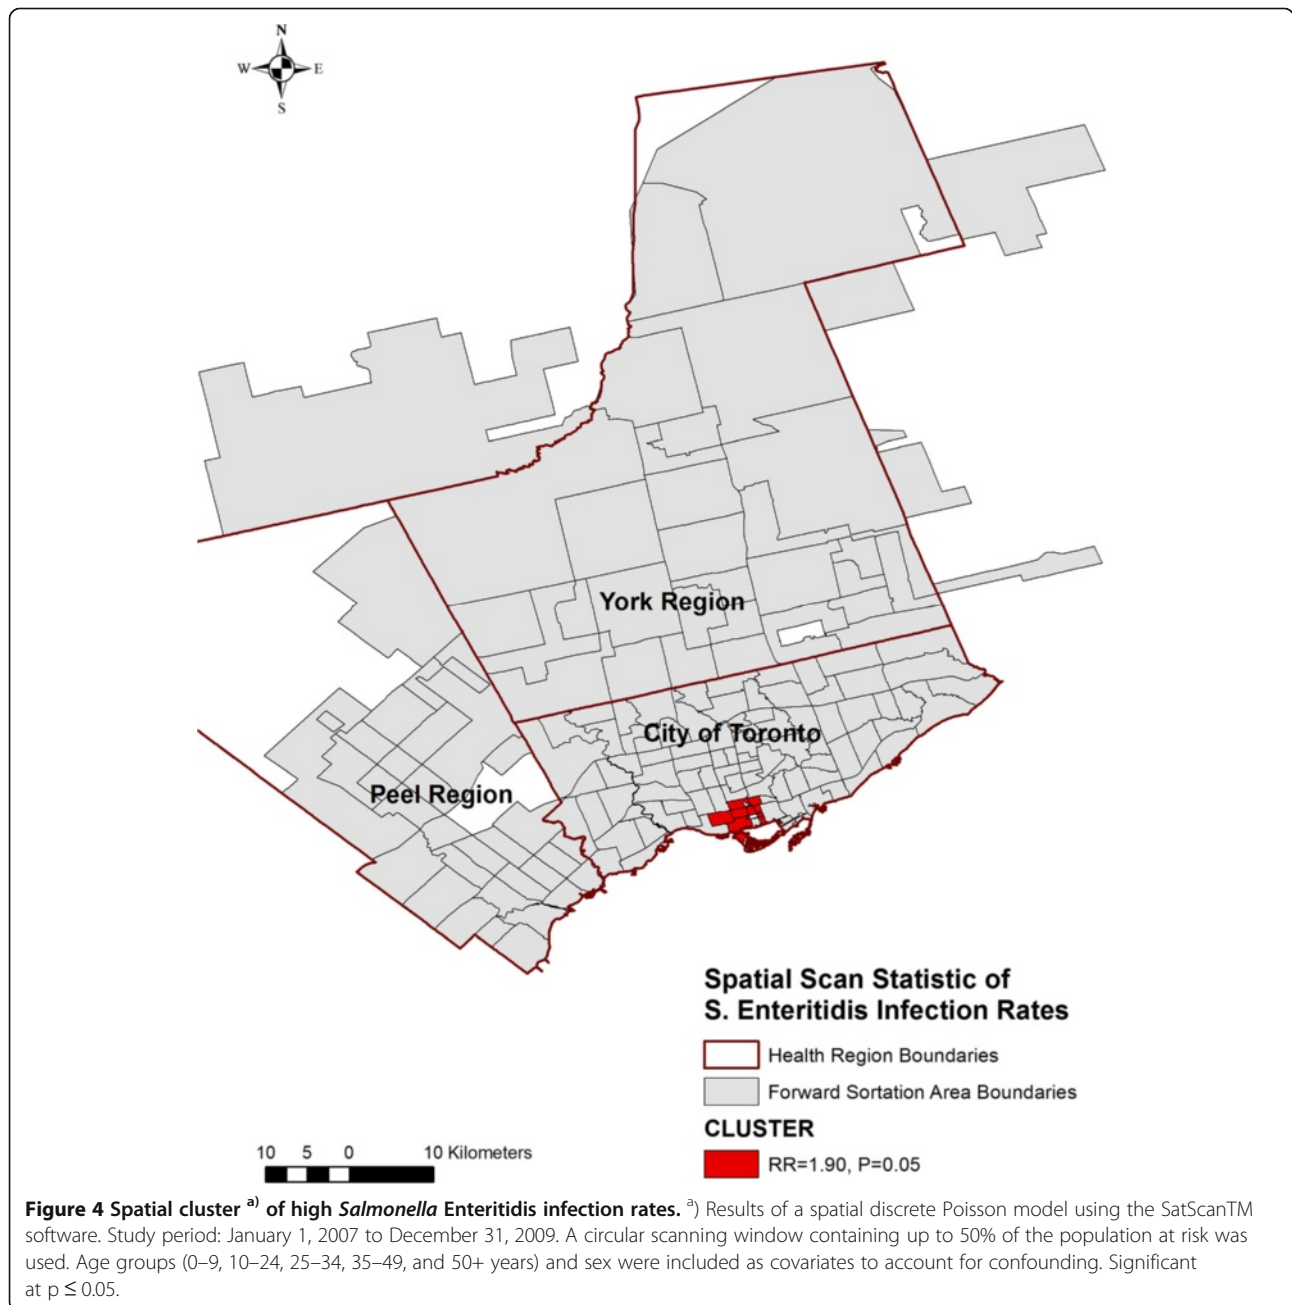 N
W E
S
York Region
City of Toronto
Peel Region
Spatial Scan Statistic of
S. Enteritidis Infection Rates
Health Region Boundaries
Forward Sortation Area Boundaries
CLUSTER
RR=1.90, P=0.05
10 5 0 10 Kilometers
Figure 4 Spatial cluster a) of high Salmonella Enteritidis infection rates. a) Results of a spatial discrete Poisson model using the SatScanTM
software. Study period: January 1, 2007 to December 31, 2009. A circular scanning window containing up to 50% of the population at risk was
used. Age groups (0–9, 10–24, 25–34, 35–49, and 50+ years) and sex were included as covariates to account for confounding. Significant
at p ≤ 0.05.